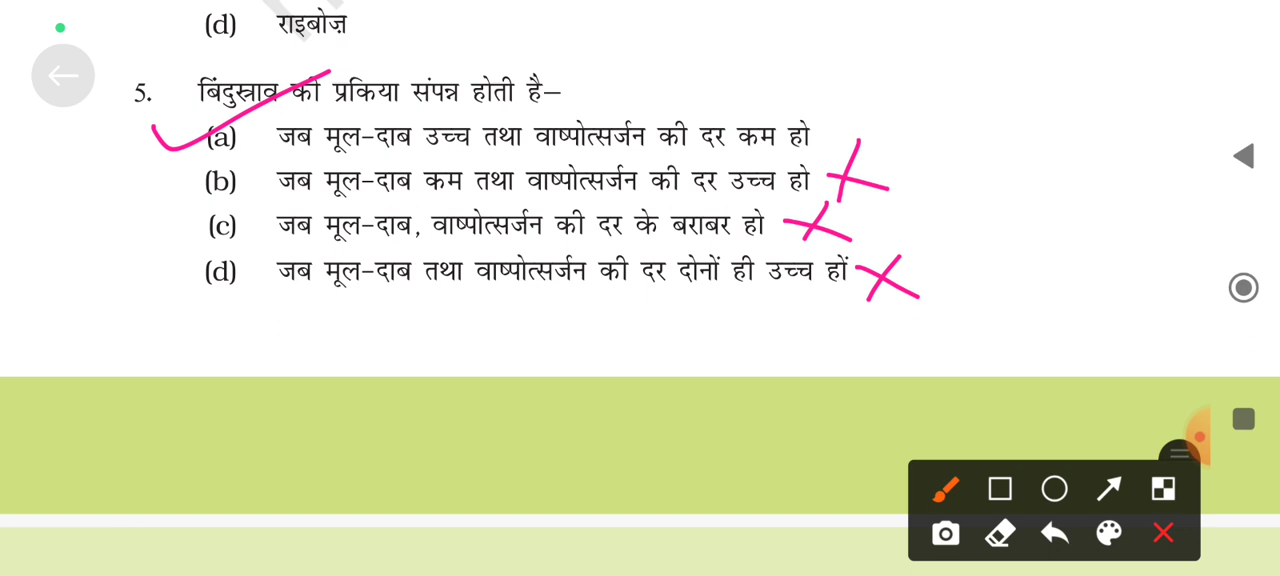 (d) राइबोज़
5. बिंदुस्राव की प्रकिया संपन्न होती है–
(a) जब मूल-दाब उच्च तथा वाष्पोत्सर्जन की दर कम हो
(b) जब मूल-दाब कम तथा वाष्पोत्सर्जन की दर उच्च हो
(c) जब मूल-दाब, वाष्पोत्सर्जन की दर के बराबर हो
(d) जब मूल-दाब तथा वाष्पोत्सर्जन की दर दोनों ही उच्च हों